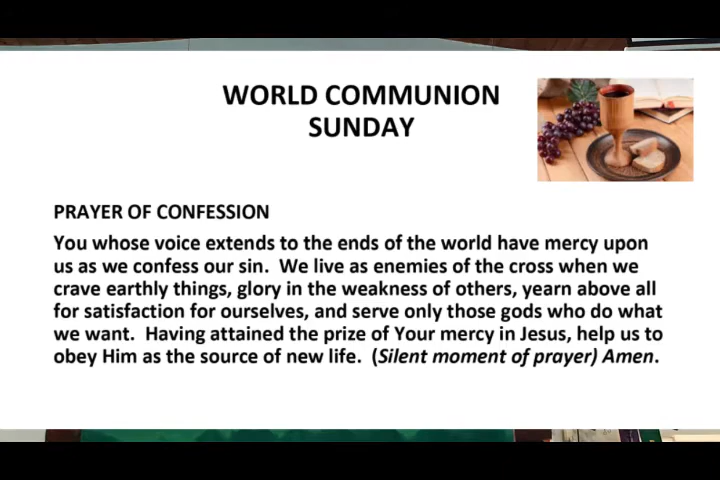 WORLD COMMUNION
SUNDAY
PRAYER OF CONFESSION
You whose voice extends to the ends of the world have mercy upon
us as we confess our sin.  We live as enemies of the cross when we
crave earthly things, glory in the weakness of others, yearn above all
for satisfaction for ourselves, and serve only those gods who do what
we want.  Having attained the prize of Your mercy in Jesus, help us to
obey Him as the source of new life.  (Silent moment of prayer) Amen.